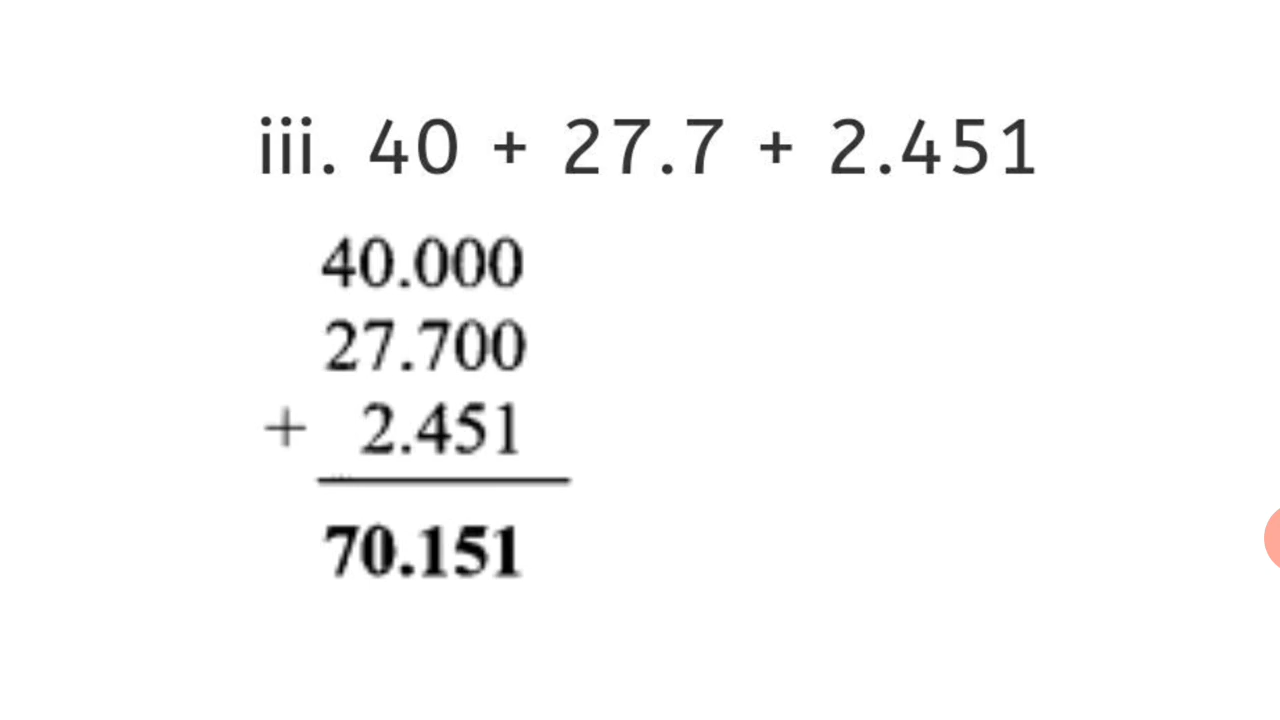 iii. 40 + 27.7 + 2.451
40.000
27.700
+ 2.451
70.151